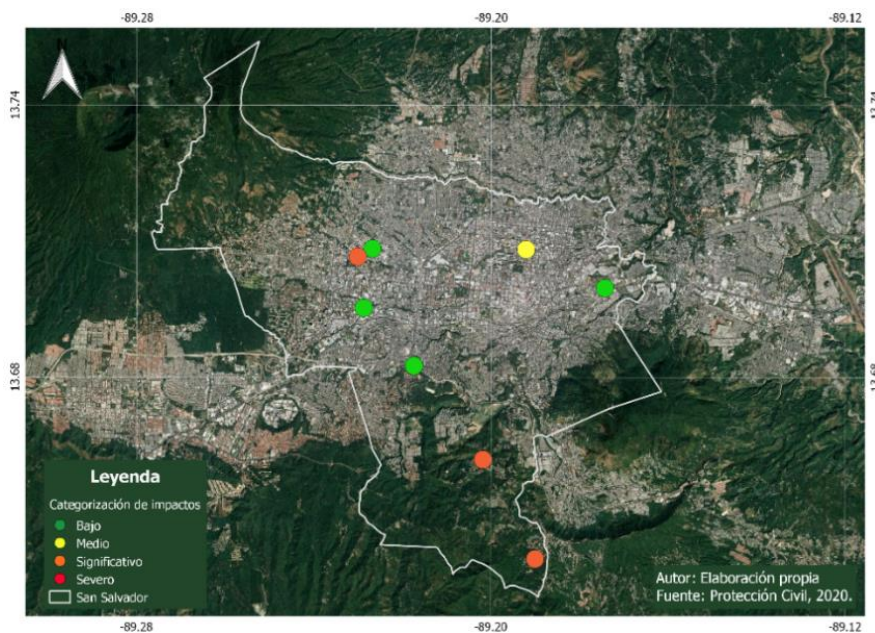 -89.28
-89.20
-89.12
N
13.74
13.74
13.68
13.68
Leyenda
Categorización de impactos
Bajo
Medio
Significativo
Severo
San Salvador
Autor: Elaboración propia
Fuente: Protección Civil, 2020.
-89.28
-89.20
-89.12